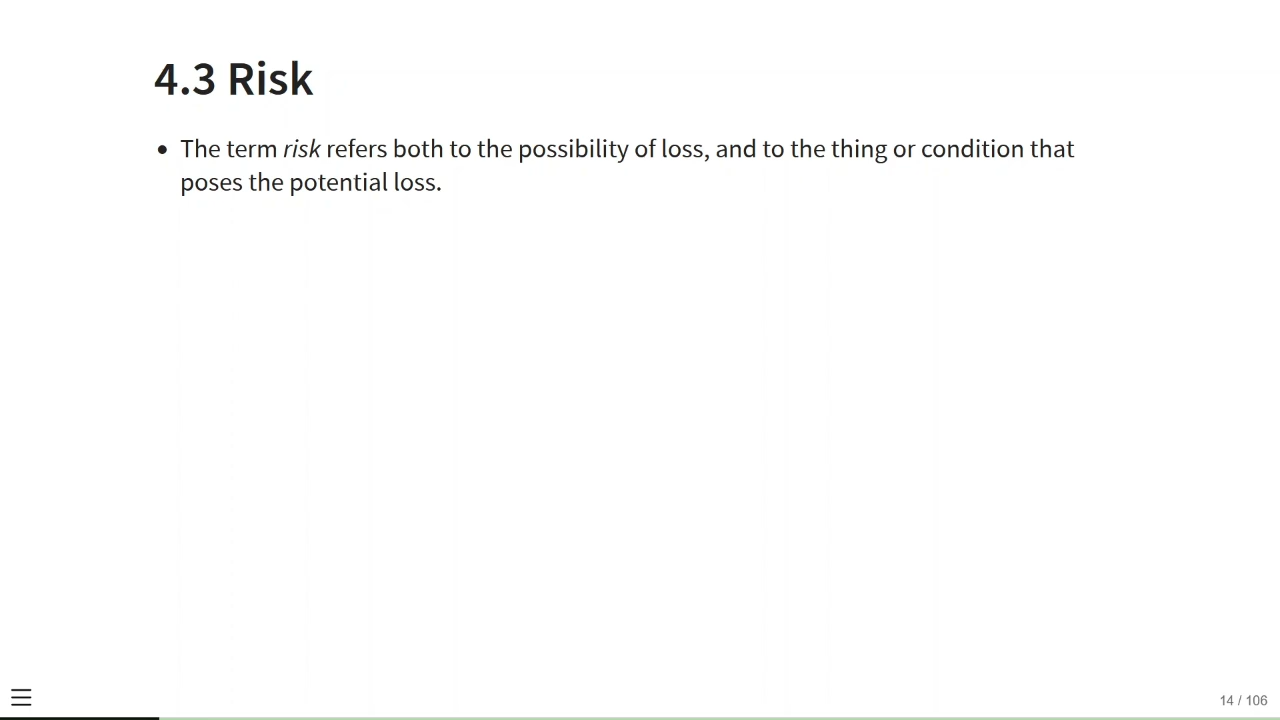 4.3 Risk
• The term risk refers both to the possibility of loss, and to the thing or condition that
poses the potential loss.
14 / 106